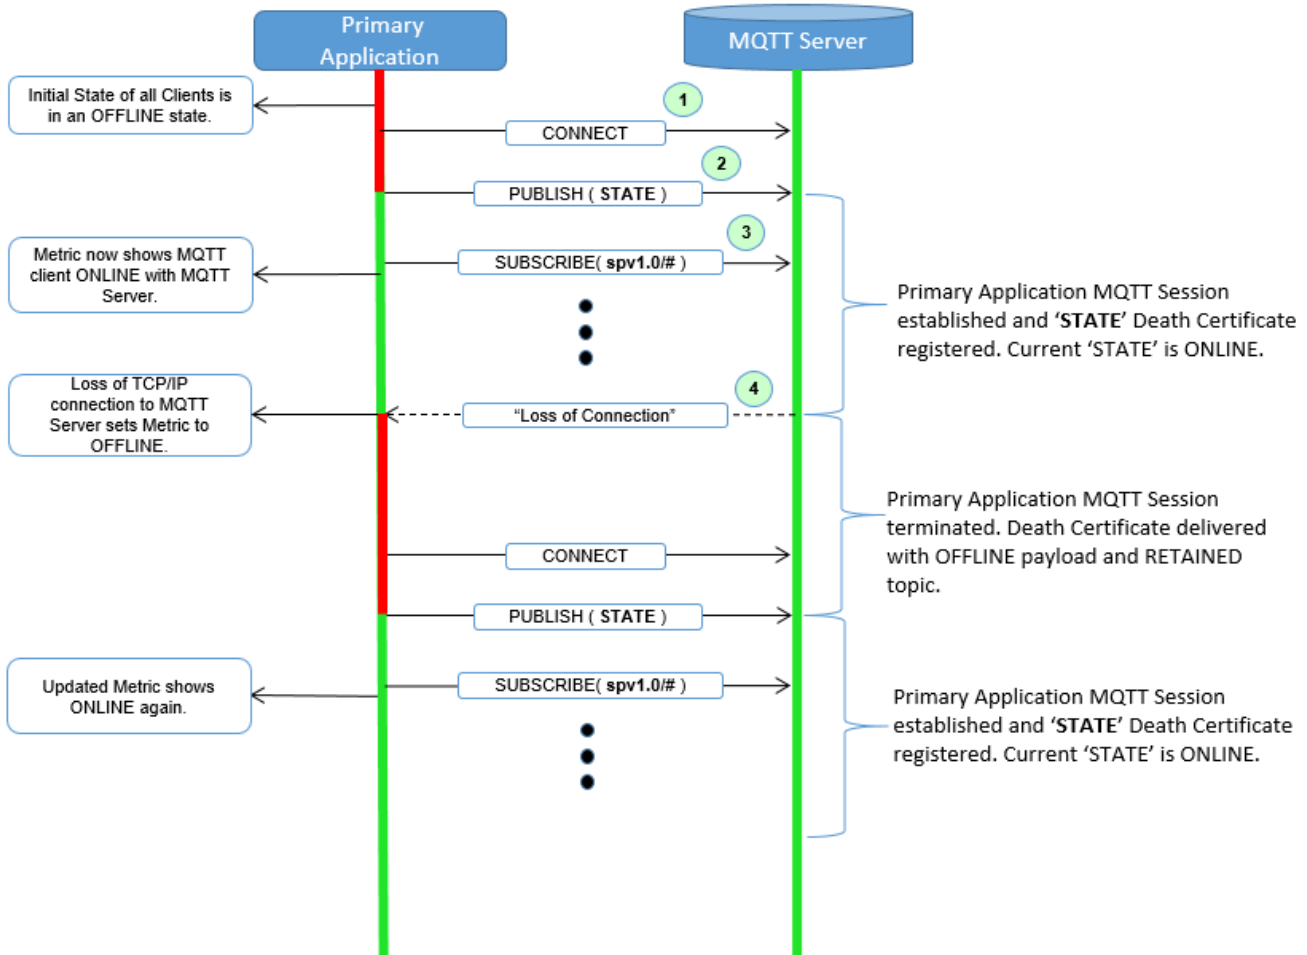 Primary
Application
MQTT Server
Initial State of all Clients is
in an OFFLINE state.
1
CONNECT
2
PUBLISH ( STATE )
3
SUBSCRIBE( spv1.0/# )
Metric now shows MQTT
client ONLINE with MQTT
Server.
Primary Application MQTT Session
established and ‘STATE’ Death Certificate
registered. Current ‘STATE’ is ONLINE.
4
Loss of TCP/IP
connection to MQTT
Server sets Metric to
OFFLINE.
“Loss of Connection”
Primary Application MQTT Session
terminated. Death Certificate delivered
with OFFLINE payload and RETAINED
topic.
CONNECT
PUBLISH ( STATE )
SUBSCRIBE( spv1.0/# )
Updated Metric shows
ONLINE again.
Primary Application MQTT Session
established and ‘STATE’ Death Certificate
registered. Current ‘STATE’ is ONLINE.